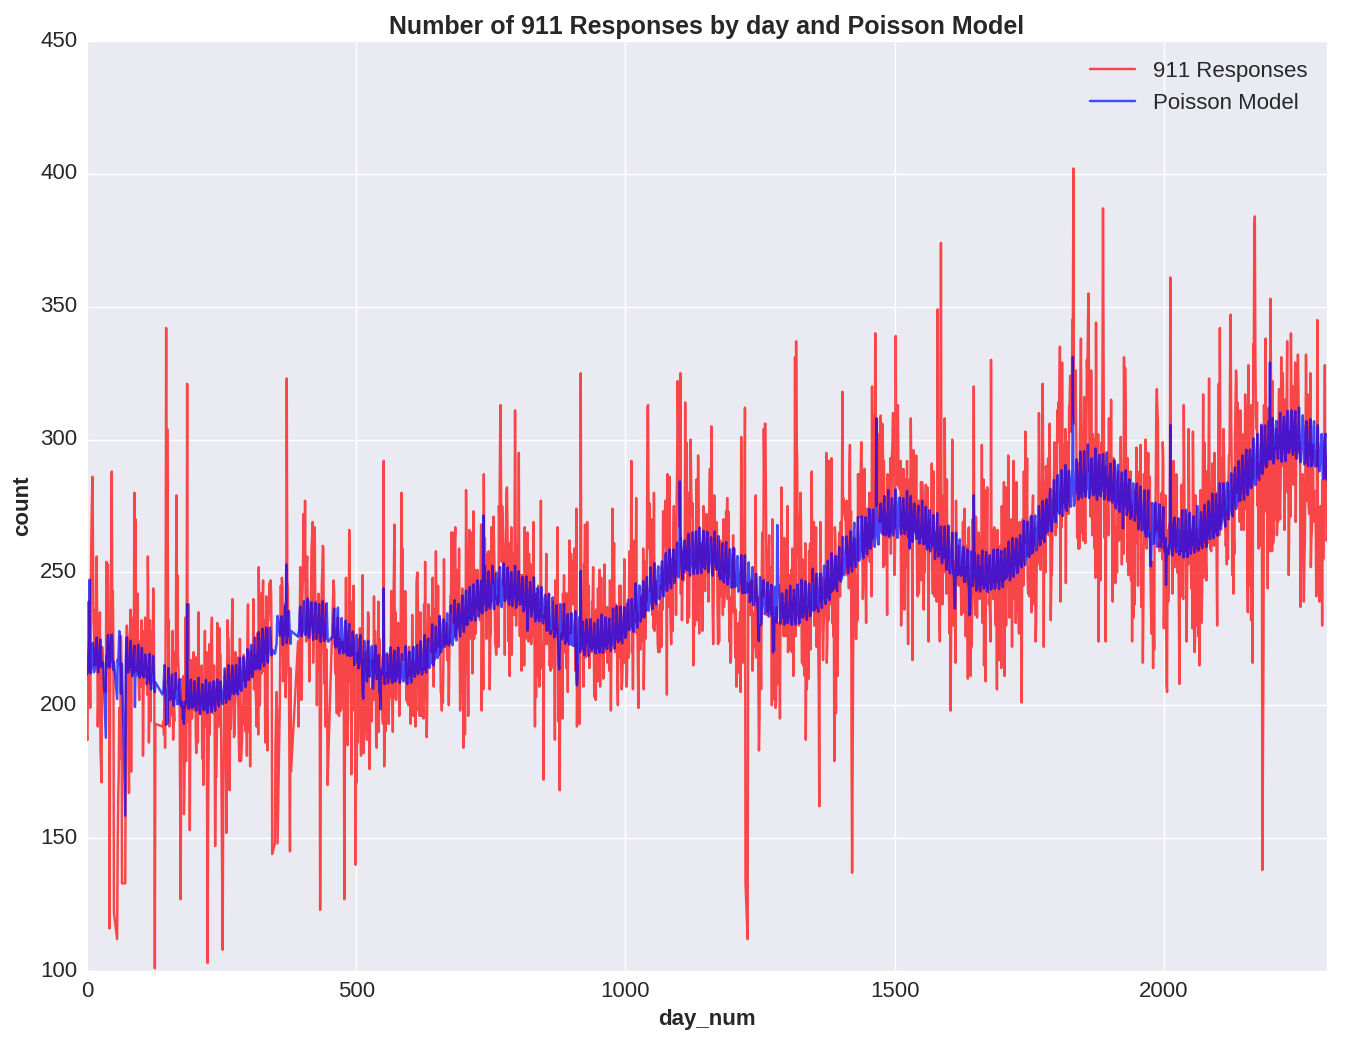 Number of 911 Responses by day and Poisson Model
911 Responses
Poisson Model
450
400
350
300
250
200
150
100
count
0 500 1000 1500 2000
day_num